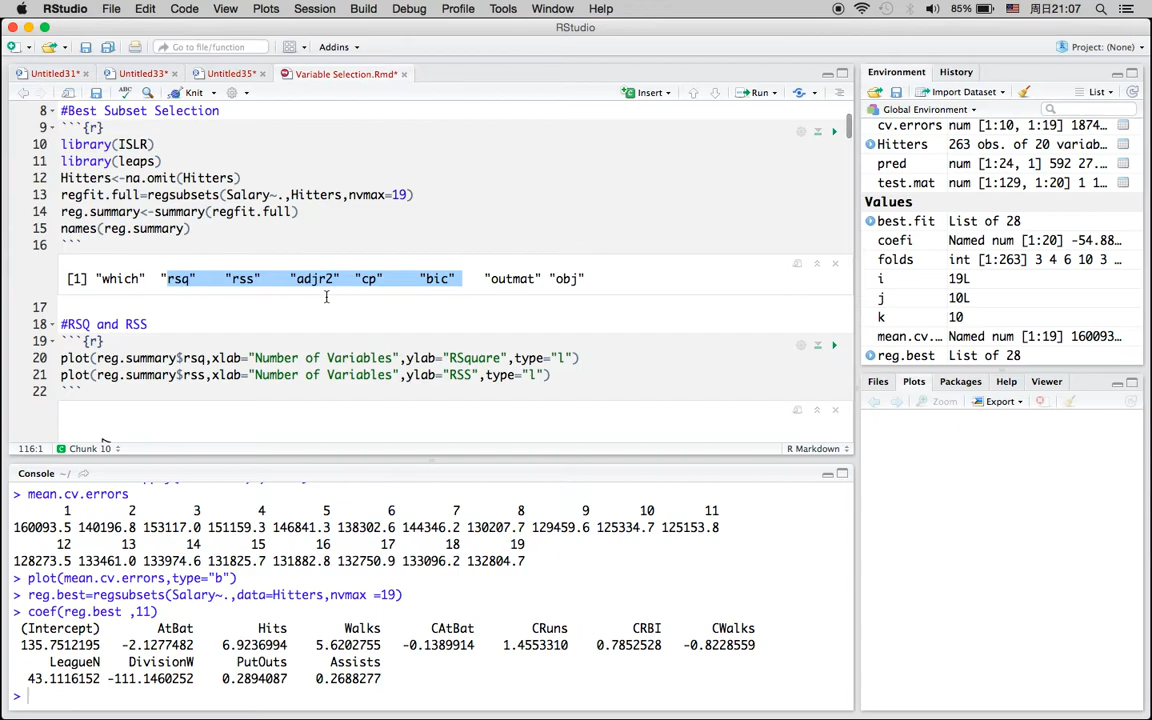 RStudio File Edit Code View Plots Session Build Debug Profile Tools Window Help 85% 周日21:07
RStudio
Go to file/function Addins Project: (None)
Untitled31* Untitled33* Untitled35* Variable Selection.Rmd*
Knit Insert Run
8 #Best Subset Selection
9 ```{r}
10 library(ISLR)
11 library(leaps)
12 Hitters<-na.omit(Hitters)
13 regfit.full=regsubsets(Salary~.,Hitters,nvmax=19)
14 reg.summary<-summary(regfit.full)
15 names(reg.summary)
16 ```
[1] "which" "rsq" "rss" "adjr2" "cp" "bic" "outmat" "obj"
17
18 #RSQ and RSS
19 ```{r}
20 plot(reg.summary$rsq,xlab="Number of Variables",ylab="RSquare",type="l")
21 plot(reg.summary$rss,xlab="Number of Variables",ylab="RSS",type="l")
22 ```
116:1 Chunk 10 R Markdown
Console ~/
> mean.cv.errors
1 2 3 4 5 6 7 8 9 10 11
160093.5 140196.8 153117.0 151159.3 146841.3 138302.6 144346.2 130207.7 129459.6 125334.7 125153.8
12 13 14 15 16 17 18 19
128273.5 133461.0 133974.6 131825.7 131882.8 132750.9 133096.2 132804.7
> plot(mean.cv.errors,type="b")
> reg.best=regsubsets(Salary~.,data=Hitters,nvmax =19)
> coef(reg.best ,11)
(Intercept) AtBat Hits Walks CAtBat CRuns CRBI CWalks
135.7512195 -2.1277482 6.9236994 5.6202755 -0.1389914 1.4553310 0.7852528 -0.8228559
LeagueN DivisionW PutOuts Assists
43.1116152 -111.1460252 0.2894087 0.2688277
>
Environment History
Import Dataset List
Global Environment
cv.errors num [1:10, 1:19] 1874…
Hitters 263 obs. of 20 variab…
pred num [1:24, 1] 592 27.…
test.mat num [1:129, 1:20] 1 1…
Values
best.fit List of 28
coefi Named num [1:20] -54.88…
folds int [1:263] 3 4 6 10 3 …
i 19L
j 10L
k 10
mean.cv.… Named num [1:19] 160093…
reg.best List of 28
Files Plots Packages Help Viewer
Zoom Export